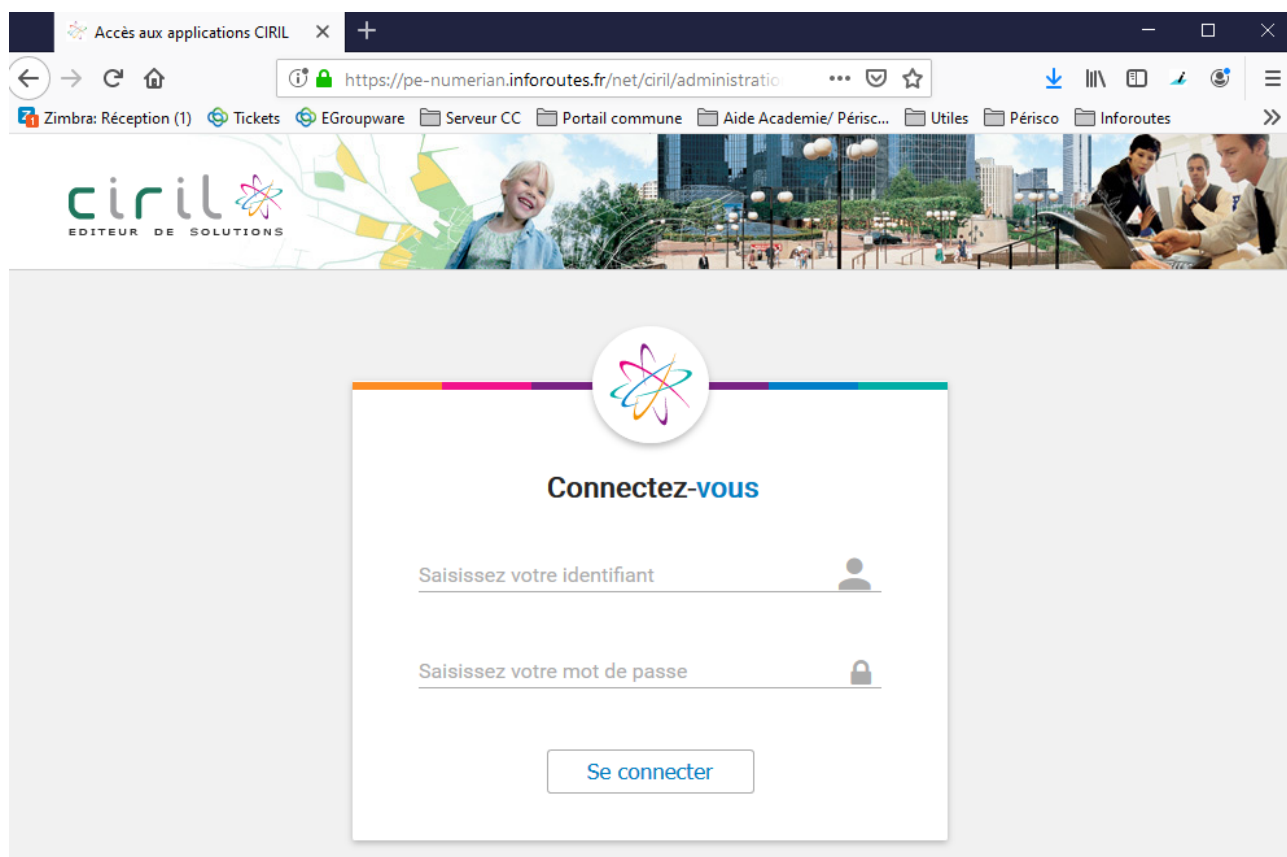 Accès aux applications CIRIL
https://pe-numerian.inforoutes.fr/net/ciril/administratio
Zimbra: Réception (1) Tickets EGroupware Serveur CC Portail commune Aide Academie/ Périsc... Utiles Périsco Inforoutes
ciril
EDITEUR DE SOLUTIONS
Connectez-vous
Saisissez votre identifiant
Saisissez votre mot de passe
Se connecter